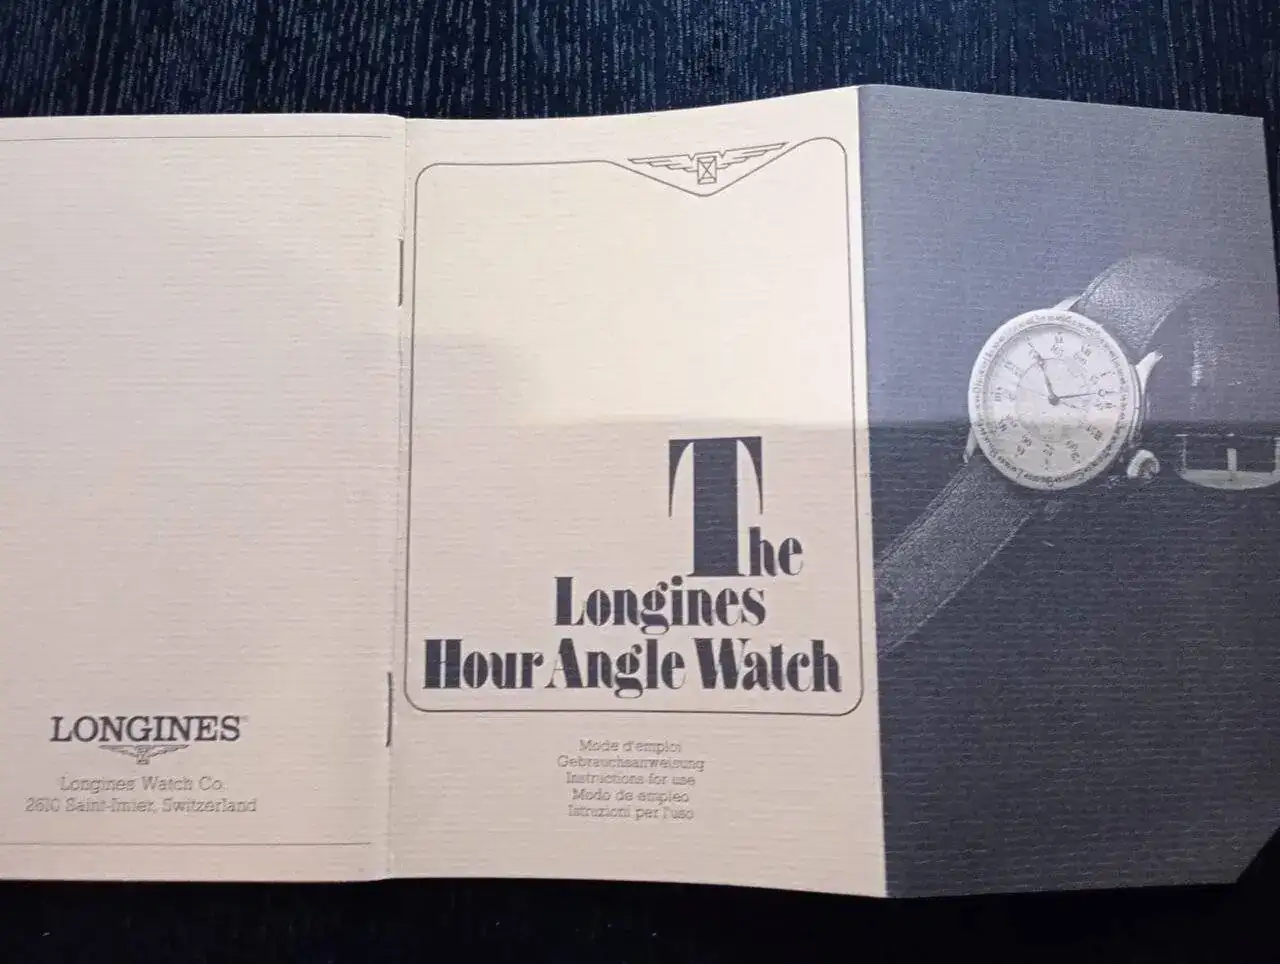 LONGINES
Longines Watch Co.
2610 Saint-Imier, Switzerland
The
Longines
Hour Angle Watch
Mode d'emploi
Gebrauchsanweisung
Instructions for use
Modo de empleo
Istruzioni per l'uso